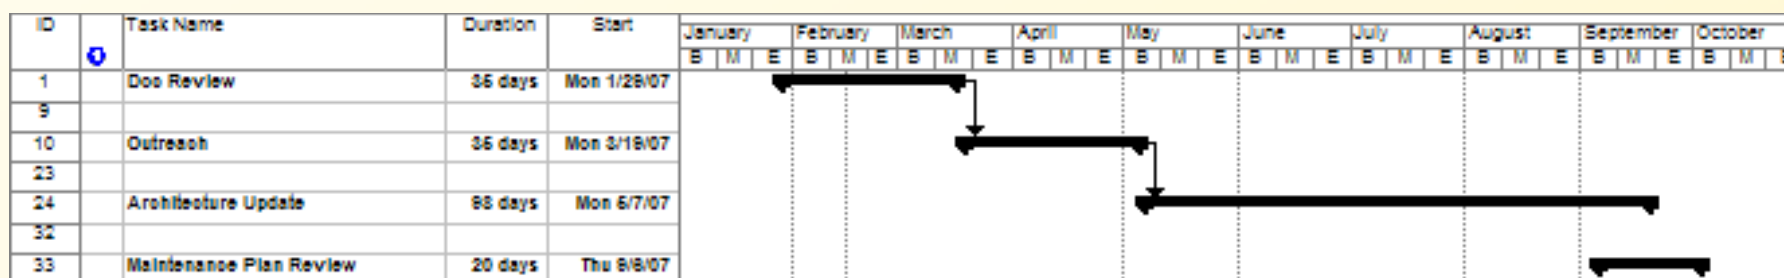 ID Task Name Duration Start
January February March April May June July August September October
B M E B M E B M E B M E B M E B M E B M E B M E B M E B M
1 Doc Review 35 days Mon 1/29/07
9
10 Outreach 35 days Mon 3/19/07
23
24 Architecture Update 98 days Mon 5/7/07
32
33 Maintenance Plan Review 20 days Thu 9/6/07